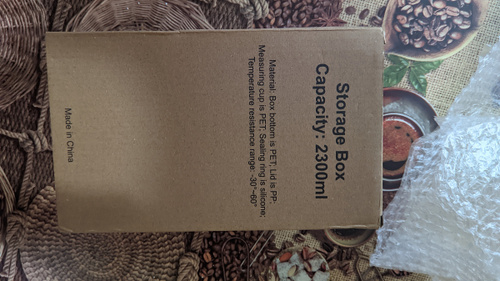 Storage Box
Capacity: 2300ml
Material: Box bottom is PET; Lid is PP;
Measuring cup is PET; Sealing ring is silicone;
Temperature resistance range: -30°~60°
Made in China